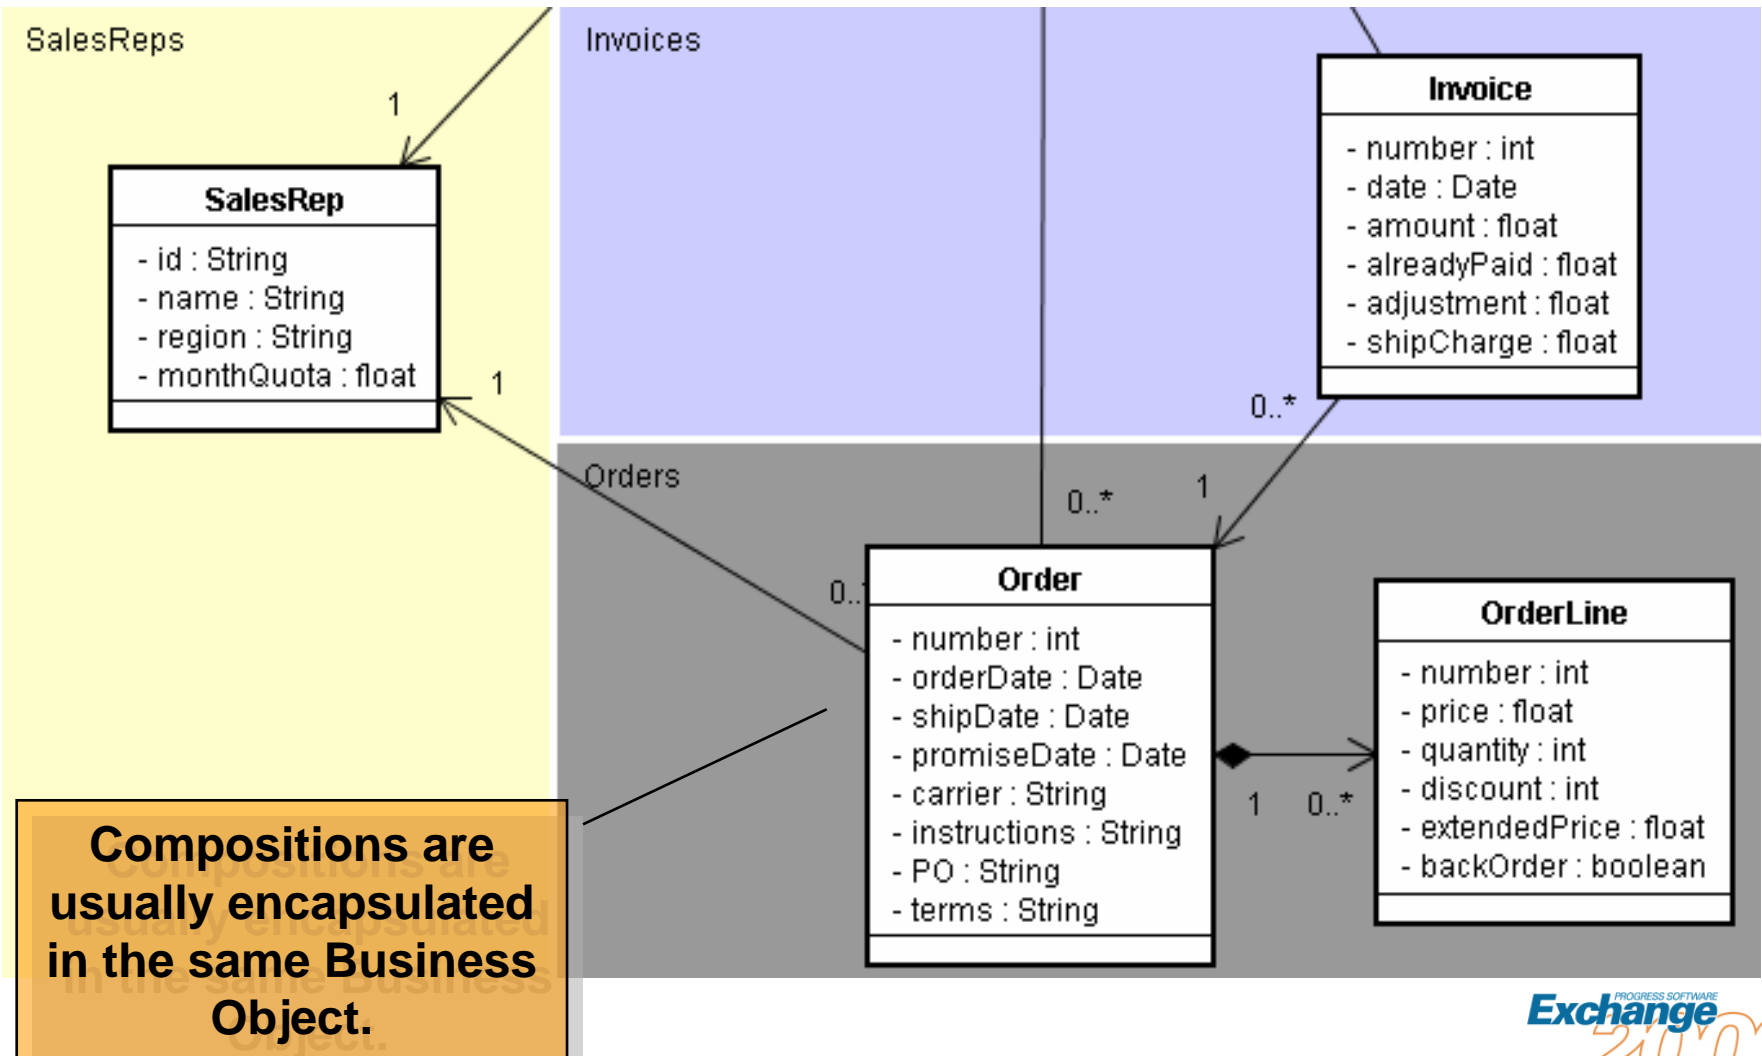 SalesReps
1
SalesRep
- id : String
- name : String
- region : String
- monthQuota : float
1
Invoices
Invoice
- number : int
- date : Date
- amount : float
- alreadyPaid : float
- adjustment : float
- shipCharge : float
0..*
Orders
0..*
1
0..
Order
- number : int
- orderDate : Date
- shipDate : Date
- promiseDate : Date
- carrier : String
- instructions : String
- PO : String
- terms : String
1
0..*
OrderLine
- number : int
- price : float
- quantity : int
- discount : int
- extendedPrice : float
- backOrder : boolean
Compositions are
usually encapsulated
in the same Business
Object.
PROGRESS SOFTWARE
Exchange